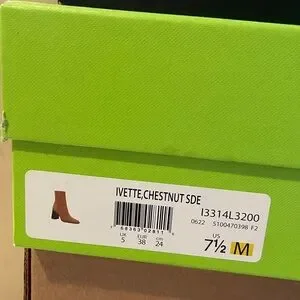 IVETTE,CHESTNUT SDE
I3314L3200
0622 5100470398 F2
UK EUR CM US
5 38 24 7½ M